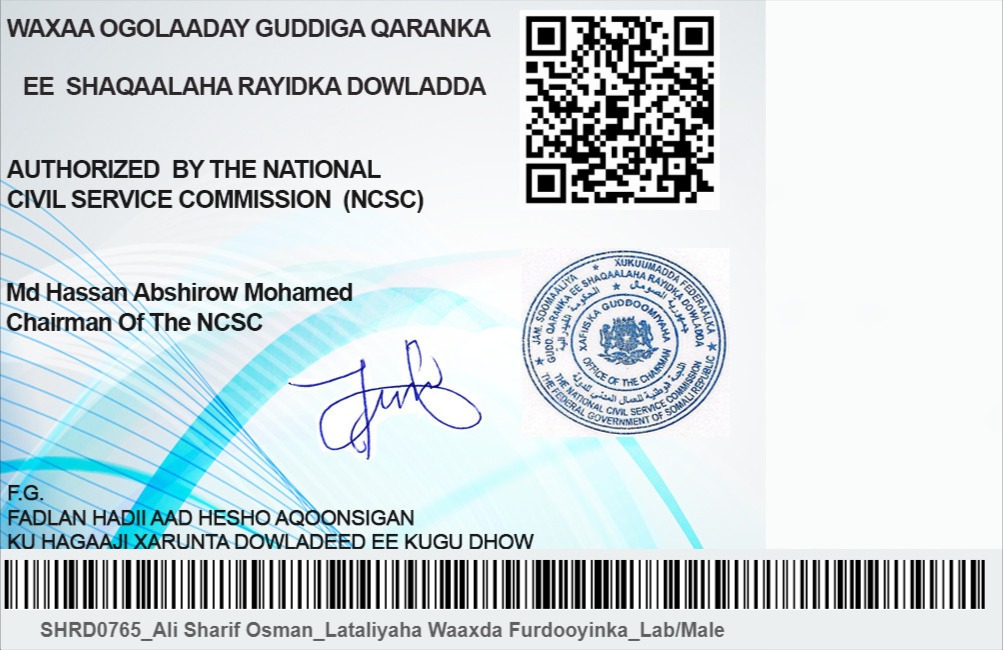 WAXAA OGOLAADAY GUDDIGA QARANKA
EE SHAQAALAHA RAYIDKA DOWLADDA
AUTHORIZED BY THE NATIONAL
CIVIL SERVICE COMMISSION (NCSC)
Md Hassan Abshirow Mohamed
Chairman Of The NCSC
★ XUKUUMADDA FEDERAALKA ★
JAM. SOOMAALIYA
GUDD. QARANKA EE SHAQAALAHA RAYIDKA DOWLADDA
جمهورية الصومال ★
XAFIISKA GUDDOOMIYAHA
OFFICE OF THE CHAIRMAN
THE NATIONAL CIVIL SERVICE COMMISSION
THE FEDERAL GOVERNMENT OF SOMALI REPUBLIC
F.G.
FADLAN HADII AAD HESHO AQOONSIGAN
KU HAGAAJI XARUNTA DOWLADEED EE KUGU DHOW
SHRD0765_Ali Sharif Osman_Lataliyaha Waaxda Furdooyinka_Lab/Male